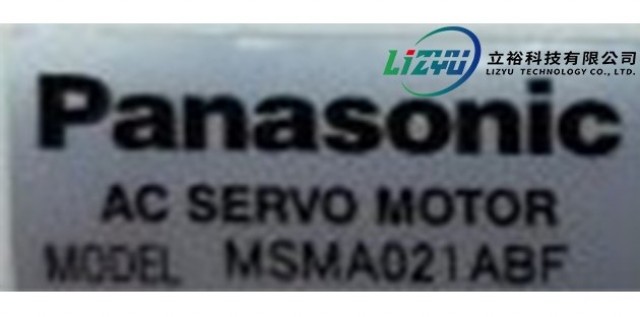 LIZYU
立裕科技有限公司
LIZYU TECHNOLOGY CO., LTD.
Panasonic
AC SERVO MOTOR
MODEL MSMA021ABF